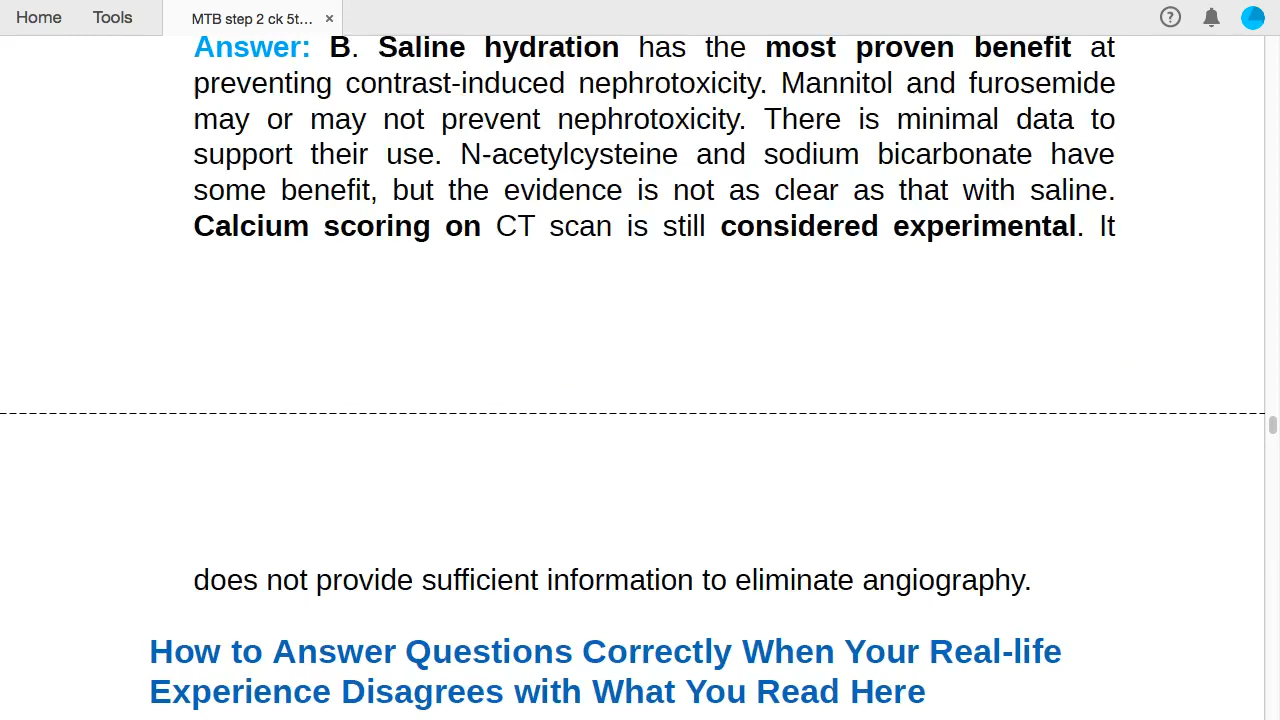 Home Tools MTB step 2 ck 5t... ×
Answer: B. Saline hydration has the most proven benefit at
preventing contrast-induced nephrotoxicity. Mannitol and furosemide
may or may not prevent nephrotoxicity. There is minimal data to
support their use. N-acetylcysteine and sodium bicarbonate have
some benefit, but the evidence is not as clear as that with saline.
Calcium scoring on CT scan is still considered experimental. It
does not provide sufficient information to eliminate angiography.
How to Answer Questions Correctly When Your Real-life
Experience Disagrees with What You Read Here